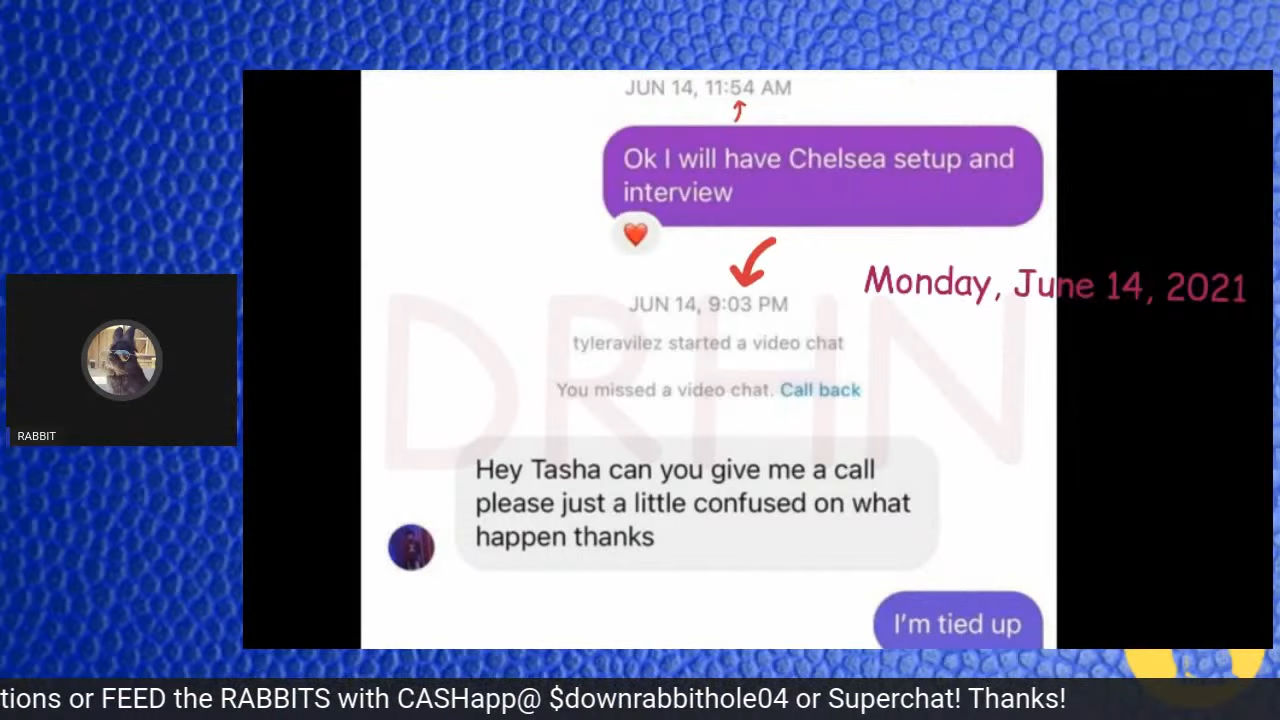 JUN 14, 11:54 AM
Ok I will have Chelsea setup and
interview
Monday, June 14, 2021
JUN 14, 9:03 PM
tyleravilez started a video chat
You missed a video chat. Call back
DRHN
Hey Tasha can you give me a call
please just a little confused on what
happen thanks
RABBIT
I'm tied up
tions or FEED the RABBITS with CASHapp@ $downrabbithole04 or Superchat! Thanks!